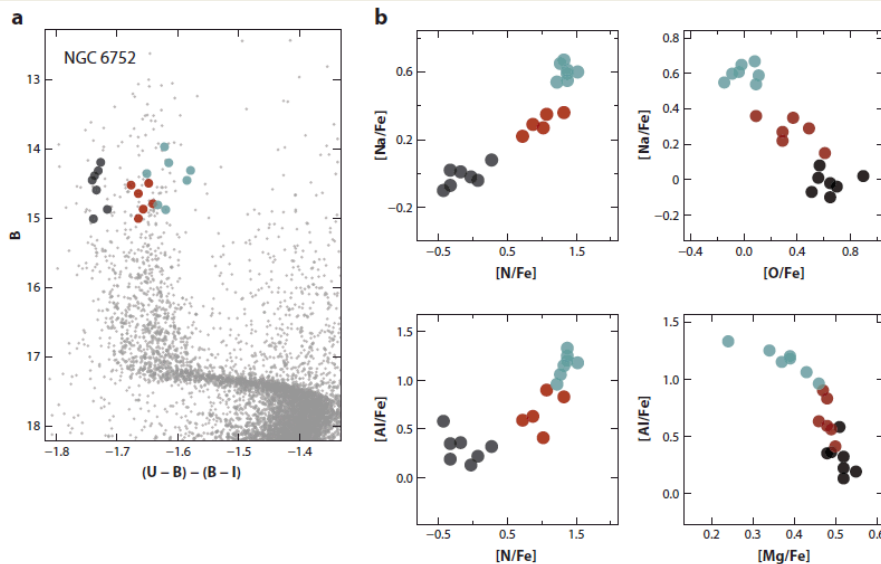 a
NGC 6752
13
14
15
16
17
18
B
−1.8 −1.7 −1.6 −1.5 −1.4
(U − B) − (B − I)
b
0.6
0.2
−0.2
[Na/Fe]
−0.5 0.5 1.5
[N/Fe]
0.8
0.6
0.4
0.2
0
−0.2
[Na/Fe]
−0.4 0.0 0.4 0.8
[O/Fe]
1.5
1.0
0.5
0.0
[Al/Fe]
−0.5 0.5 1.5
[N/Fe]
1.5
1.0
0.5
0.0
[Al/Fe]
0.2 0.3 0.4 0.5 0.6
[Mg/Fe]